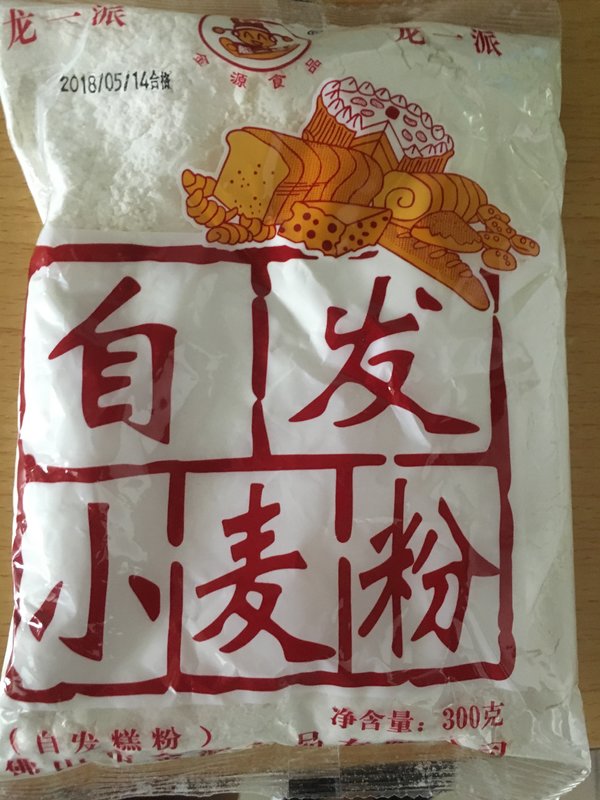 龙一派
龙一派
金源食品
2018/05/14合格
自发
小麦粉
净含量：300克
（自发糕粉）